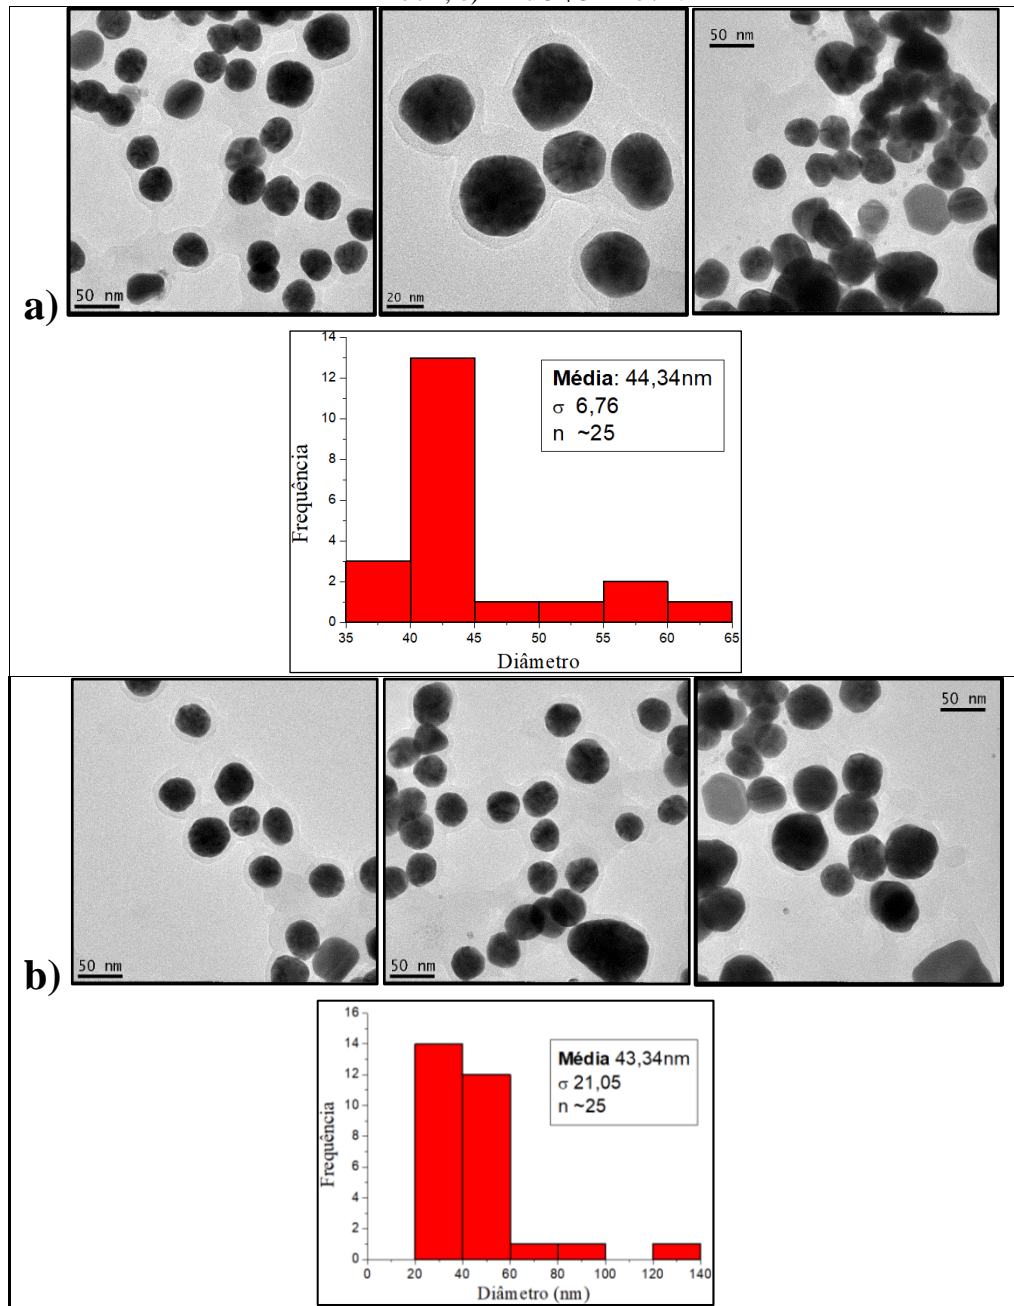 50 nm
20 nm
50 nm
a)
14
12
10
8
6
4
2
0
Frequência
Média: 44,34nm
σ 6,76
n ~25
35 40 45 50 55 60 65
Diâmetro
50 nm
50 nm
50 nm
b)
16
14
12
10
8
6
4
2
0
Frequência
Média 43,34nm
σ 21,05
n ~25
0 20 40 60 80 100 120 140
Diâmetro (nm)